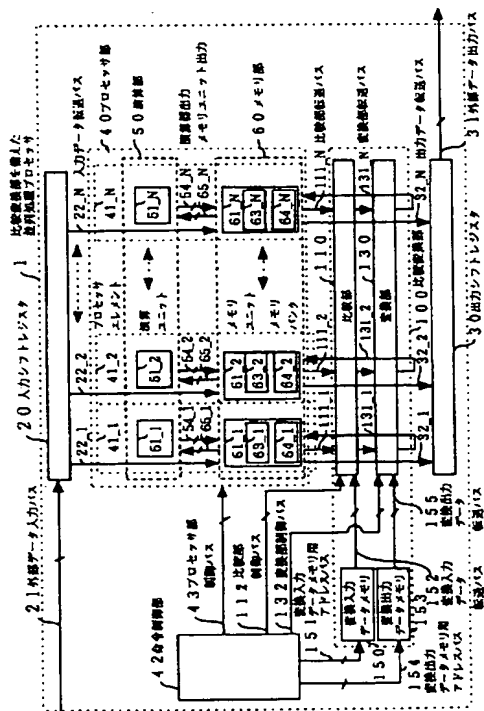 比較変換部を備えた
並列処理プロセッサ
1
20入力シフトレジスタ
21外部データ入力バス
22_1
22_2
22_N 入力データ転送バス
40プロセッサ部
プロセッサ
エレメント
41_1
41_2
41_N
50演算部
演算
ユニット
51_1
51_2
51_N
演算器出力
54_1
54_2
54_N
メモリユニット出力
65_1
65_2
65_N
60メモリ部
メモリ
ユニット
メモリ
バンク
61_1
63_1
64_1
61_2
63_2
64_2
61_N
63_N
64_N
42命令制御部
43プロセッサ部
制御バス
112比較部
制御バス
132変換部制御バス
111_1
111_2
111_N 比較部転送バス
110
比較部
131_1
131_2
131_N 変換部転送バス
130
変換部
100比較変換部
32_1
32_2
32_N 出力データ転送バス
30出力シフトレジスタ
31外部データ出力バス
変換入力
データメモリ用
アドレスバス
151
変換入力
データメモリ
150
変換出力
データメモリ
153
152
変換入力
データ
転送バス
155
変換出力
データ
転送バス
154
変換出力
データメモリ用
アドレスバス